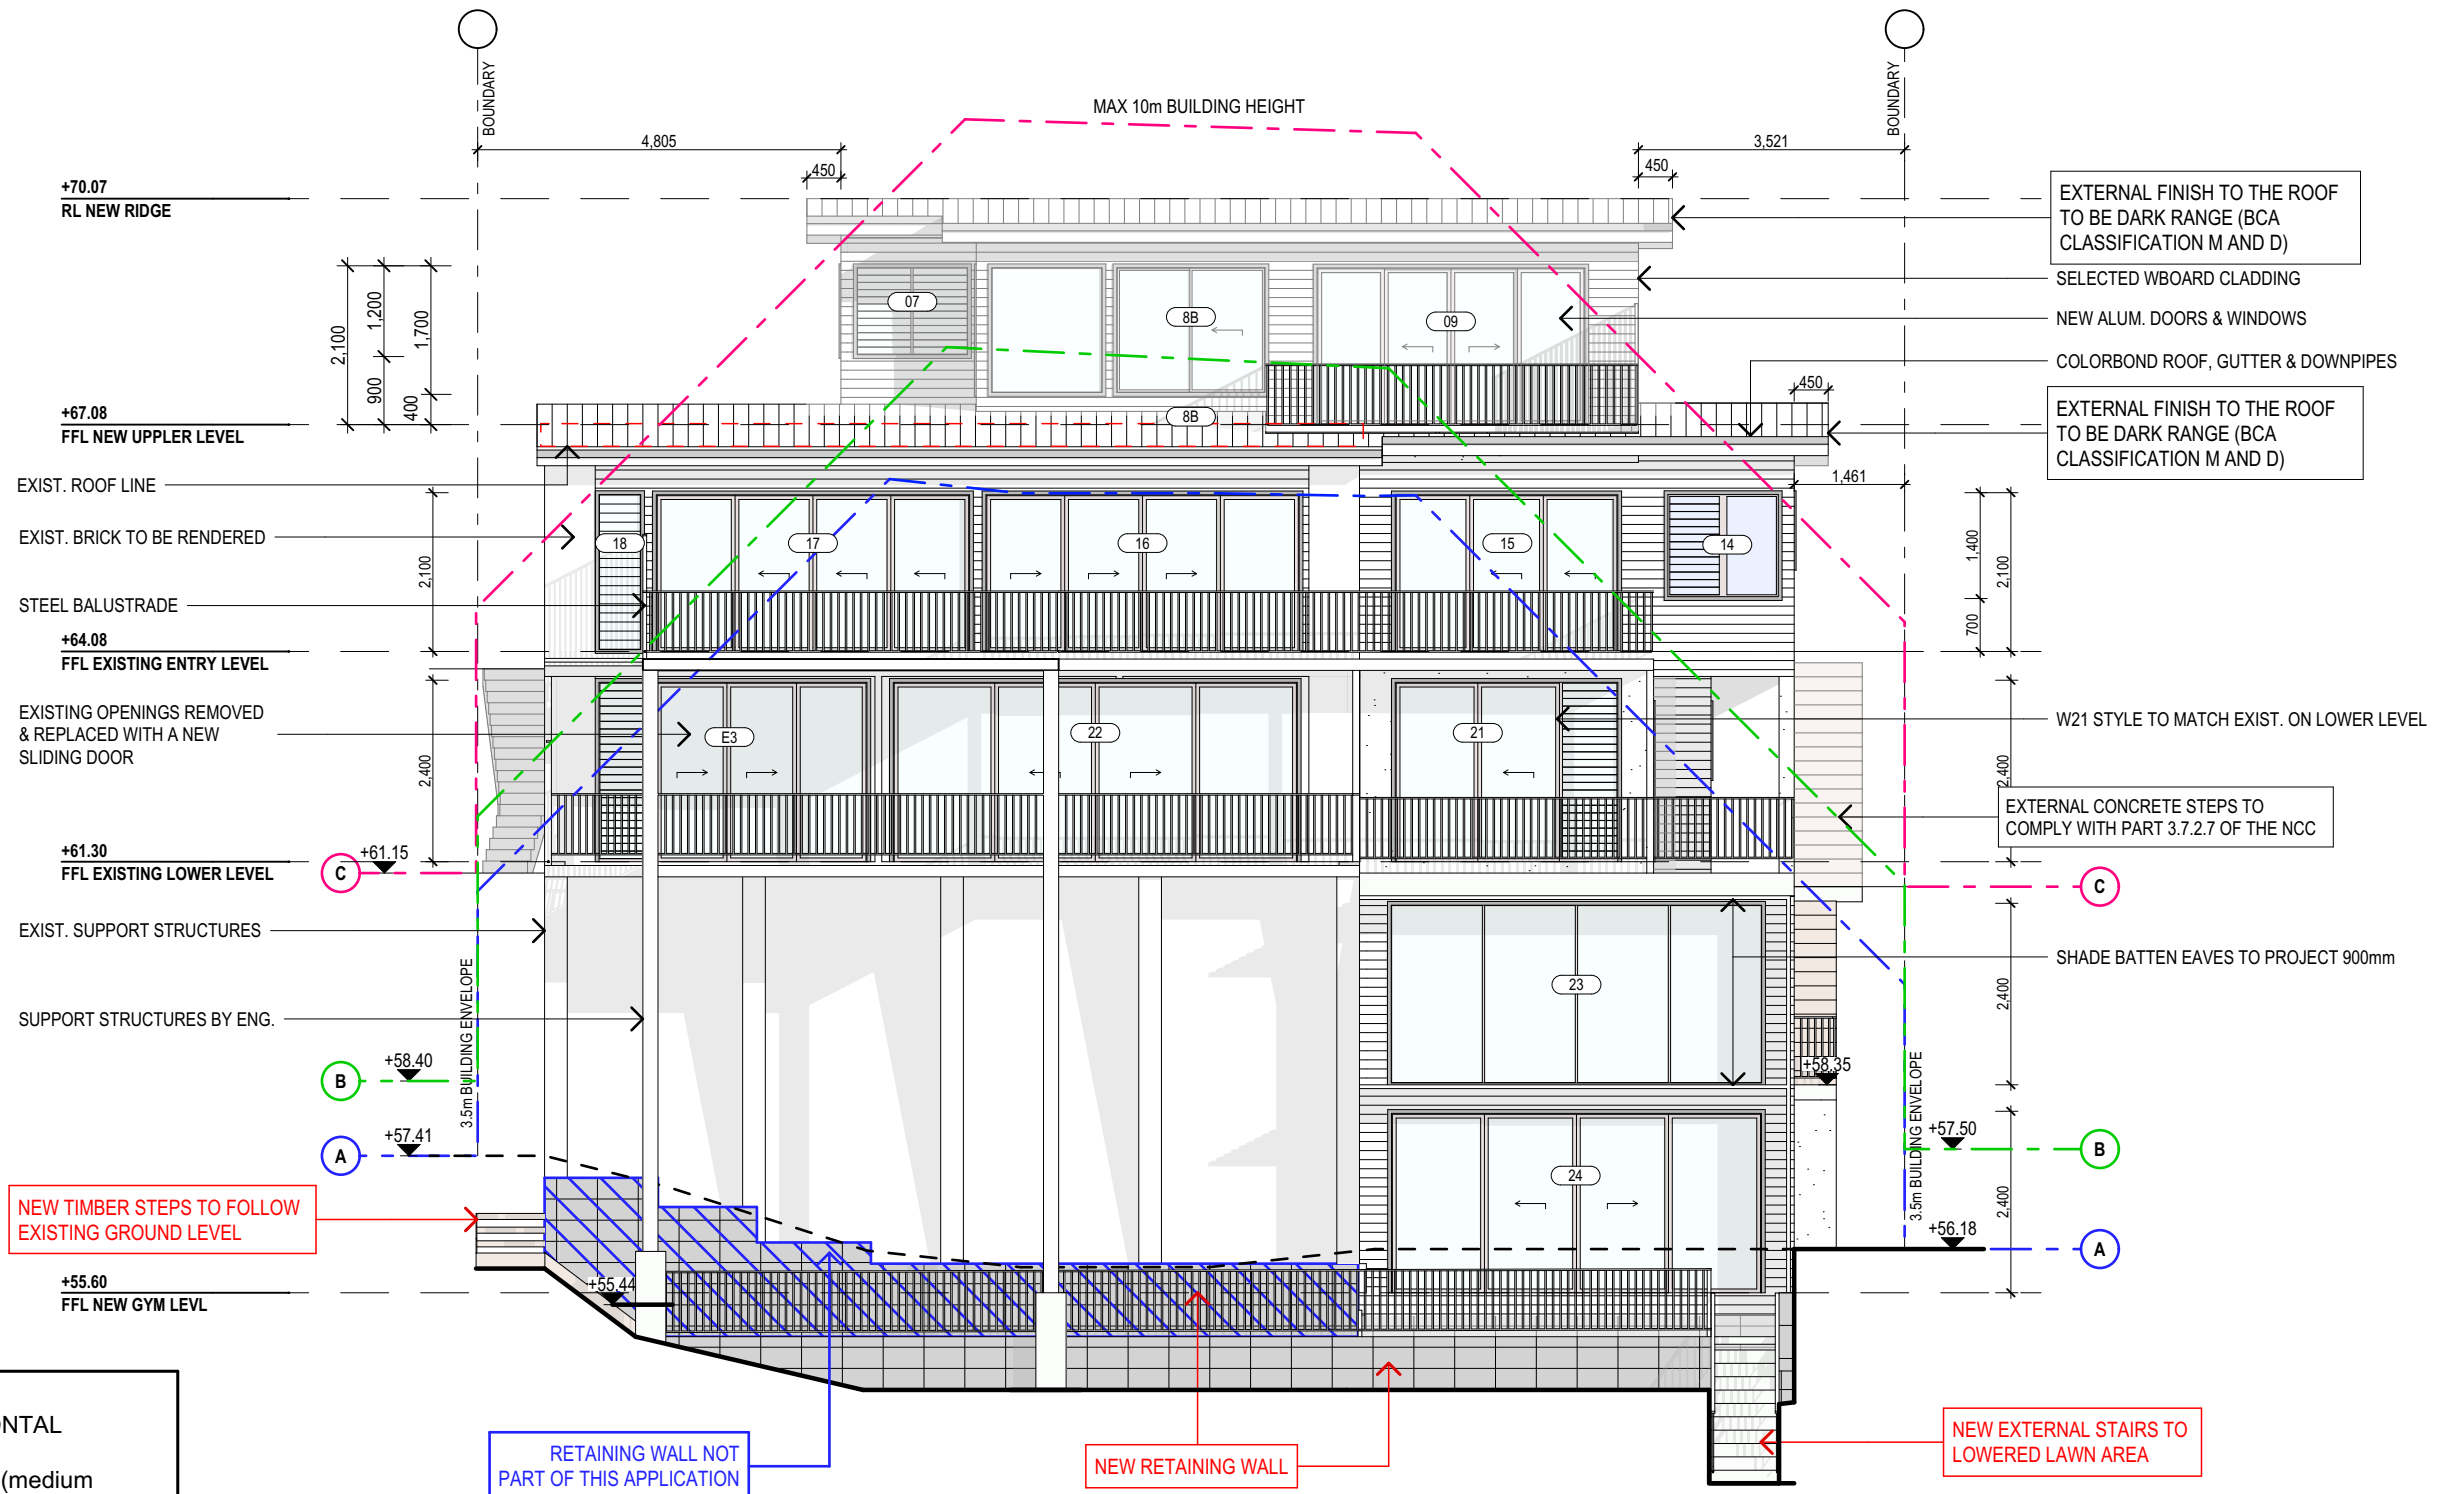 BOUNDARY
BOUNDARY
MAX 10m BUILDING HEIGHT
4,805
3,521
450
450
+70.07
RL NEW RIDGE
EXTERNAL FINISH TO THE ROOF
TO BE DARK RANGE (BCA
CLASSIFICATION M AND D)
SELECTED WBOARD CLADDING
NEW ALUM. DOORS & WINDOWS
COLORBOND ROOF, GUTTER & DOWNPIPES
2,100
1,200
900
1,700
400
07
8B
09
8B
450
+67.08
FFL NEW UPPLER LEVEL
EXTERNAL FINISH TO THE ROOF
TO BE DARK RANGE (BCA
CLASSIFICATION M AND D)
1,461
EXIST. ROOF LINE
EXIST. BRICK TO BE RENDERED
STEEL BALUSTRADE
2,100
18
17
16
15
14
1,400
700
2,100
+64.08
FFL EXISTING ENTRY LEVEL
EXISTING OPENINGS REMOVED
& REPLACED WITH A NEW
SLIDING DOOR
2,400
E3
22
21
W21 STYLE TO MATCH EXIST. ON LOWER LEVEL
2,400
EXTERNAL CONCRETE STEPS TO
COMPLY WITH PART 3.7.2.7 OF THE NCC
+61.30
FFL EXISTING LOWER LEVEL
+61.15
C
C
EXIST. SUPPORT STRUCTURES
SHADE BATTEN EAVES TO PROJECT 900mm
23
2,400
SUPPORT STRUCTURES BY ENG.
3.5m BUILDING ENVELOPE
3.5m BUILDING ENVELOPE
+58.40
B
+58.35
+57.41
A
+57.50
B
24
2,400
NEW TIMBER STEPS TO FOLLOW
EXISTING GROUND LEVEL
+56.18
A
+55.60
FFL NEW GYM LEVL
+55.44
RETAINING WALL NOT
PART OF THIS APPLICATION
NEW RETAINING WALL
NEW EXTERNAL STAIRS TO
LOWERED LAWN AREA
ONTAL
(medium